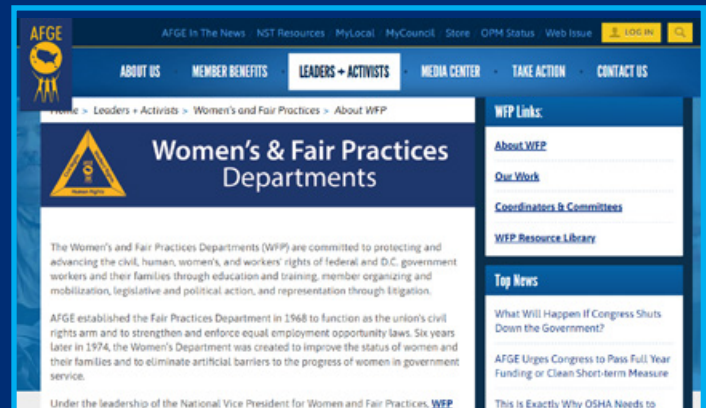 AFGE
AFGE In The News NST Resources MyLocal MyCouncil Store OPM Status Web Issue LOG IN
ABOUT US MEMBER BENEFITS LEADERS + ACTIVISTS MEDIA CENTER TAKE ACTION CONTACT US
Home > Leaders + Activists > Women's and Fair Practices > About WFP
Women's & Fair Practices
Departments
Civil Rights
Human Rights
The Women's and Fair Practices Departments (WFP) are committed to protecting and
advancing the civil, human, women's, and workers' rights of federal and D.C. government
workers and their families through education and training, member organizing and
mobilization, legislative and political action, and representation through litigation.
AFGE established the Fair Practices Department in 1968 to function as the union's civil
rights arm and to strengthen and enforce equal employment opportunity laws. Six years
later in 1974, the Women's Department was created to improve the status of women and
their families and to eliminate artificial barriers to the progress of women in government
service.
Under the leadership of the National Vice President for Women and Fair Practices, WFP
WFP Links:
About WFP
Our Work
Coordinators & Committees
WFP Resource Library
Top News
What Will Happen If Congress Shuts
Down the Government?
AFGE Urges Congress to Pass Full Year
Funding or Clean Short-term Measure
This Is Exactly Why OSHA Needs to